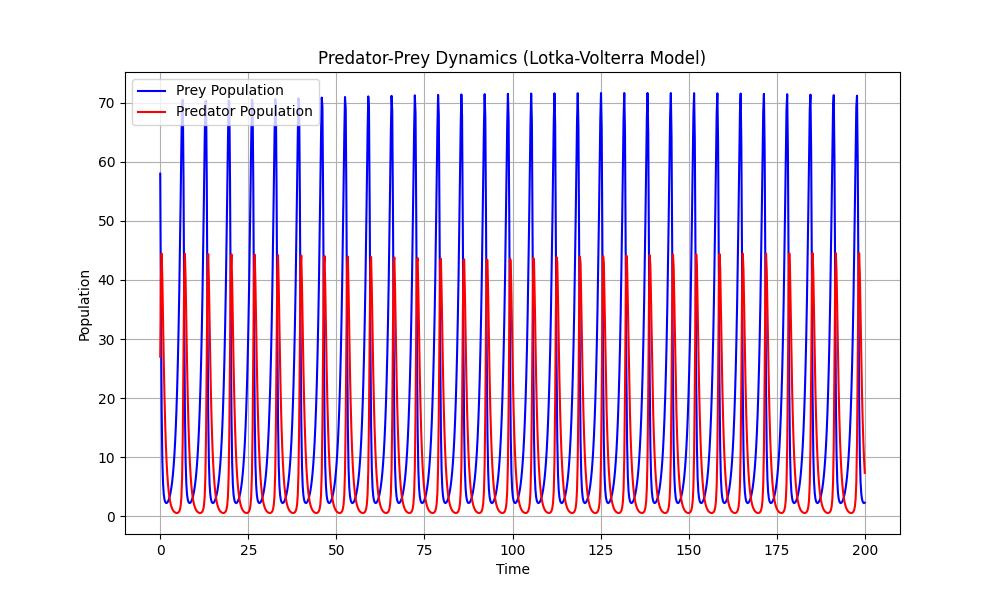 Predator-Prey Dynamics (Lotka-Volterra Model)
Prey Population
Predator Population
Population
70
60
50
40
30
20
10
0
0 25 50 75 100 125 150 175 200
Time